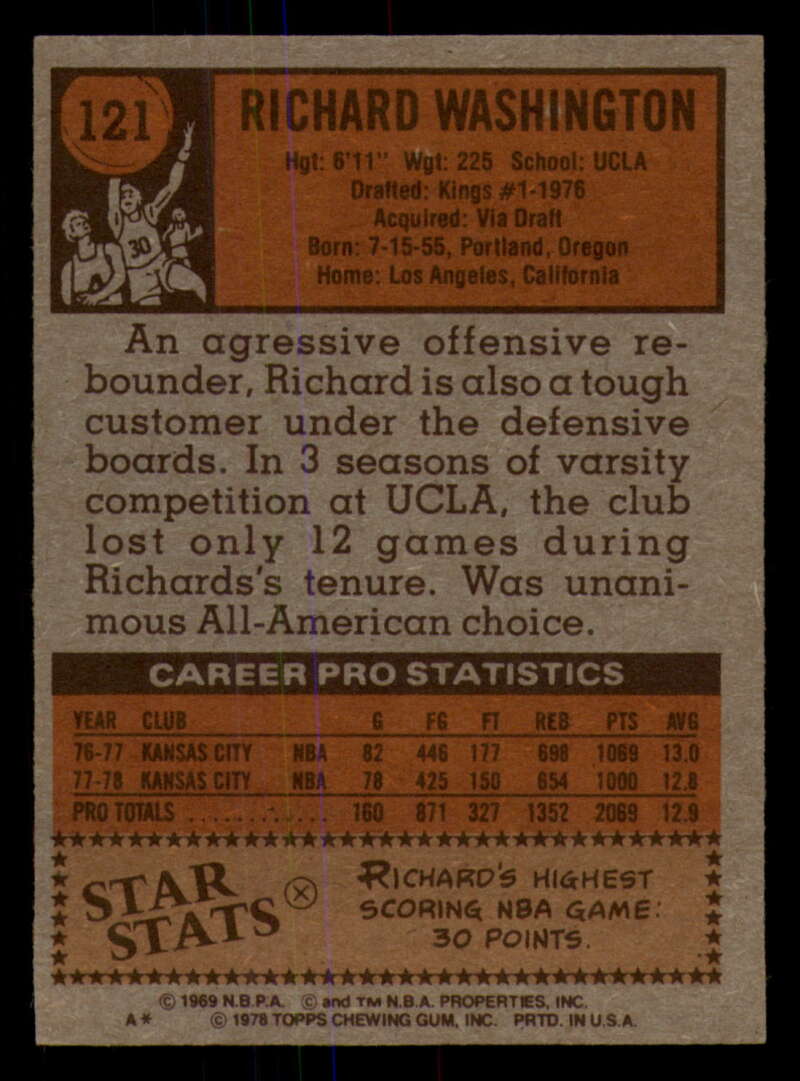 121
RICHARD WASHINGTON
Hgt: 6'11" Wgt: 225 School: UCLA
Drafted: Kings #1-1976
Acquired: Via Draft
Born: 7-15-55, Portland, Oregon
Home: Los Angeles, California
30
An agressive offensive re-
bounder, Richard is also a tough
customer under the defensive
boards. In 3 seasons of varsity
competition at UCLA, the club
lost only 12 games during
Richards's tenure. Was unani-
mous All-American choice.
CAREER PRO STATISTICS
YEAR CLUB G FG FT REB PTS AVG
76-77 KANSAS CITY NBA 82 446 177 698 1069 13.0
77-78 KANSAS CITY NBA 78 425 150 654 1000 12.8
PRO TOTALS ............ 160 871 327 1352 2069 12.9
STAR
STATS
RICHARD'S HIGHEST
SCORING NBA GAME:
30 POINTS.
© 1969 N.B.P.A. © and TM N.B.A. PROPERTIES, INC.
A* © 1978 TOPPS CHEWING GUM, INC. PRTD. IN U.S.A.